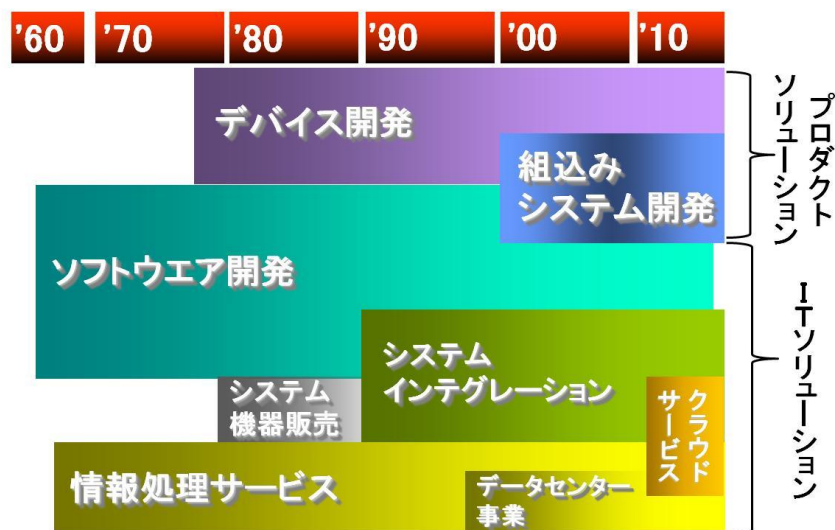 '60 '70 '80 '90 '00 '10
デバイス開発
組込み
システム開発
プロダクト
ソリューション
ソフトウエア開発
システム
インテグレーション
システム
機器販売
クラウド
サービス
ITソリューション
情報処理サービス
データセンター
事業